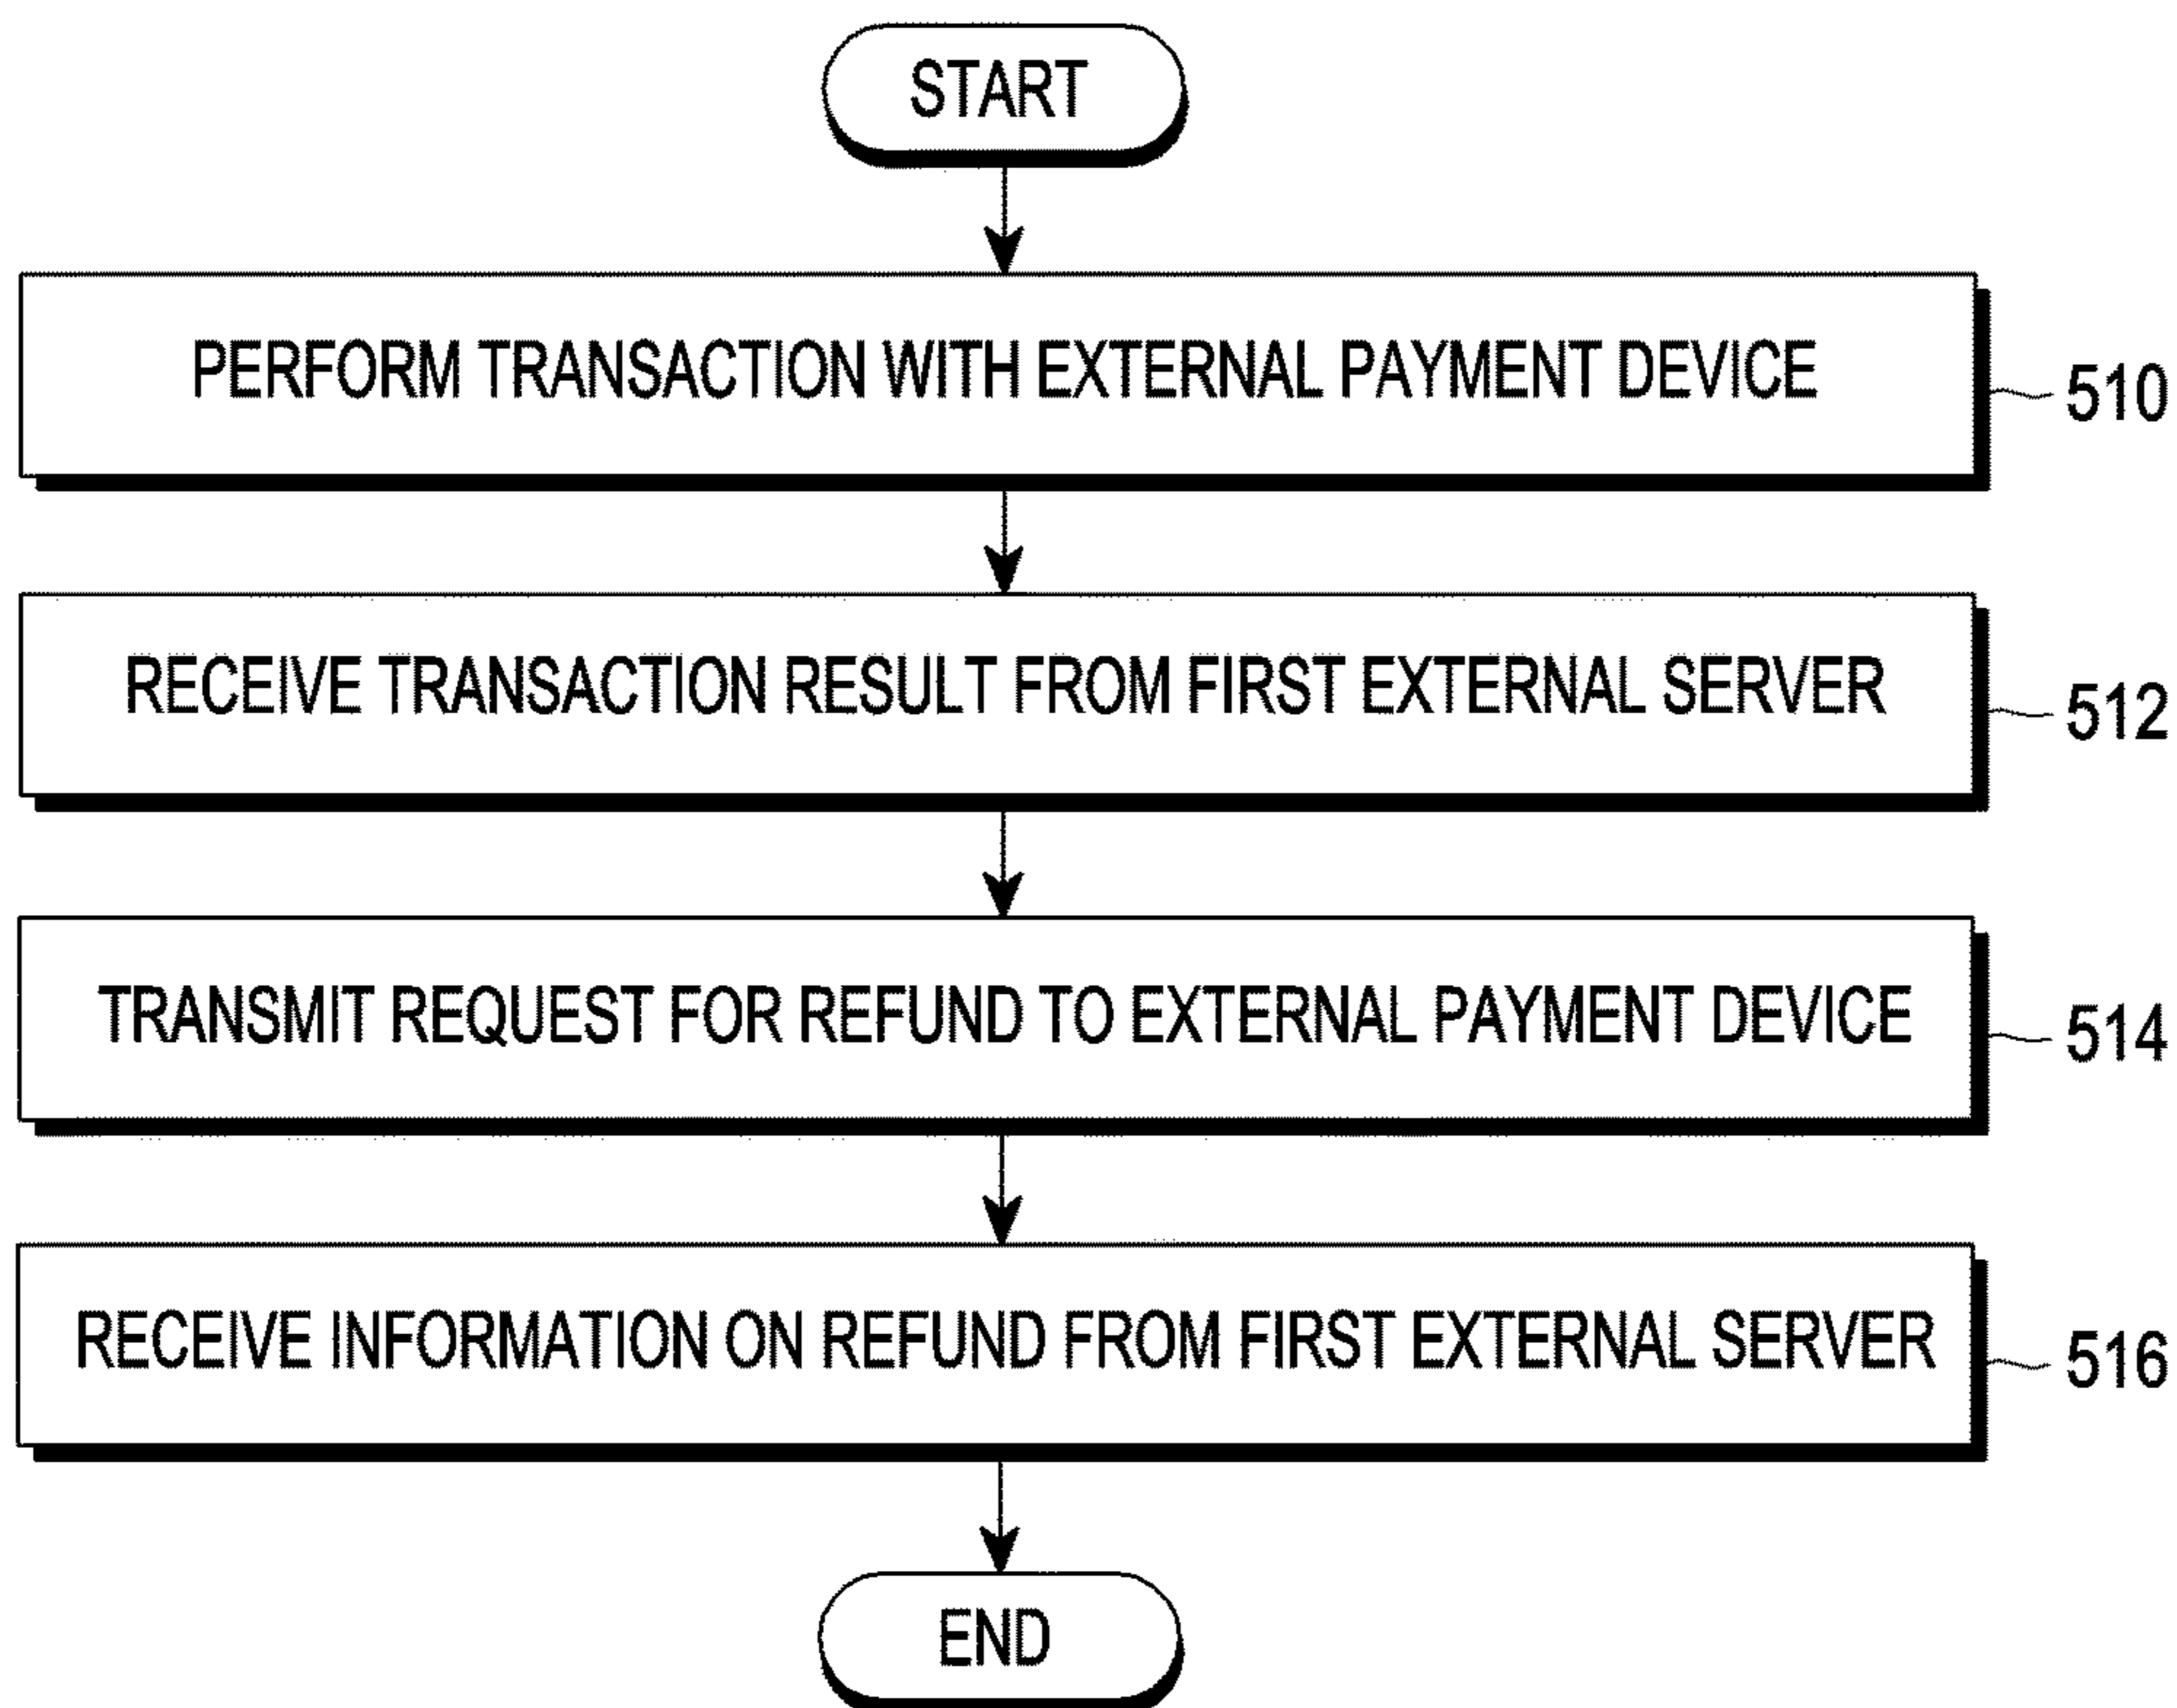 START
PERFORM TRANSACTION WITH EXTERNAL PAYMENT DEVICE
510
RECEIVE TRANSACTION RESULT FROM FIRST EXTERNAL SERVER
512
TRANSMIT REQUEST FOR REFUND TO EXTERNAL PAYMENT DEVICE
514
RECEIVE INFORMATION ON REFUND FROM FIRST EXTERNAL SERVER
516
END